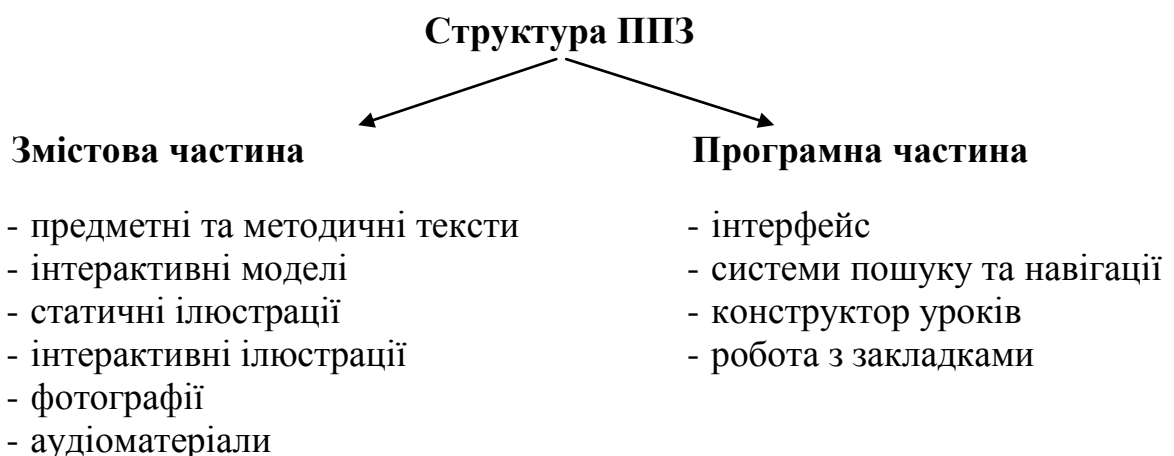 Структура ППЗ
Змістова частина
- предметні та методичні тексти
- інтерактивні моделі
- статичні ілюстрації
- інтерактивні ілюстрації
- фотографії
- аудіоматеріали
Програмна частина
- інтерфейс
- системи пошуку та навігації
- конструктор уроків
- робота з закладками